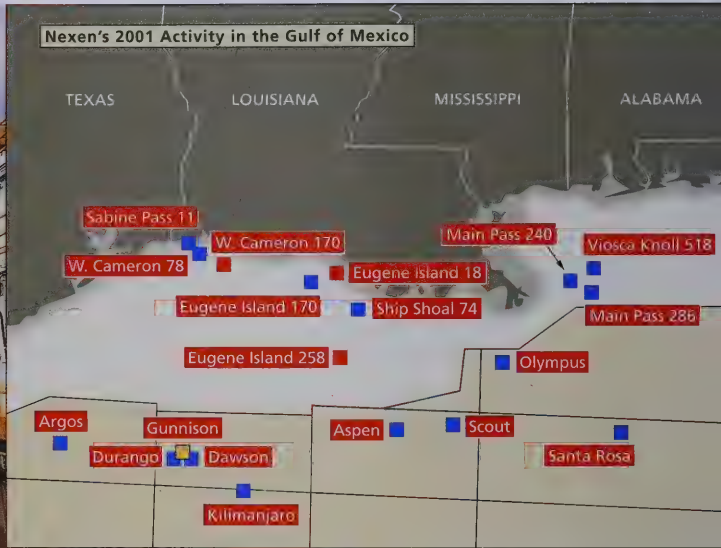 Nexen's 2001 Activity in the Gulf of Mexico
TEXAS
LOUISIANA
MISSISSIPPI
ALABAMA
Sabine Pass 11
W. Cameron 170
Main Pass 240
Viosca Knoll 518
W. Cameron 78
Eugene Island 18
Eugene Island 170
Ship Shoal 74
Main Pass 286
Eugene Island 258
Olympus
Argos
Gunnison
Aspen
Scout
Durango
Dawson
Santa Rosa
Kilimanjaro